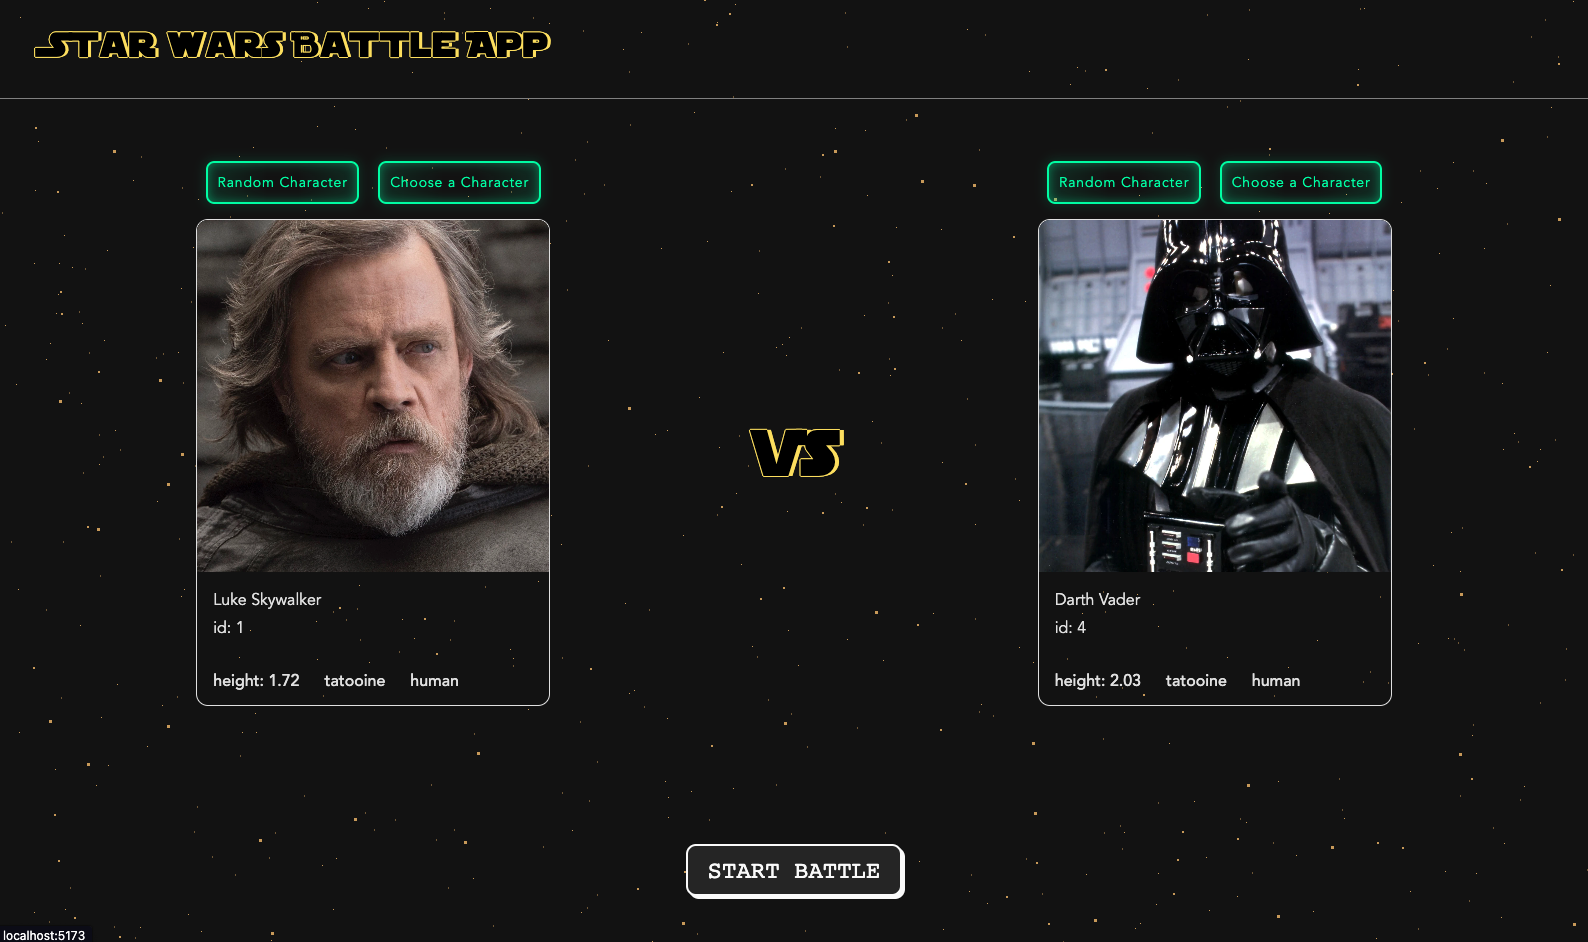 STAR WARS BATTLE APP
Random Character Choose a Character
Random Character Choose a Character
Luke Skywalker
id: 1
height: 1.72 tatooine human
VS
Darth Vader
id: 4
height: 2.03 tatooine human
START BATTLE
localhost:5173